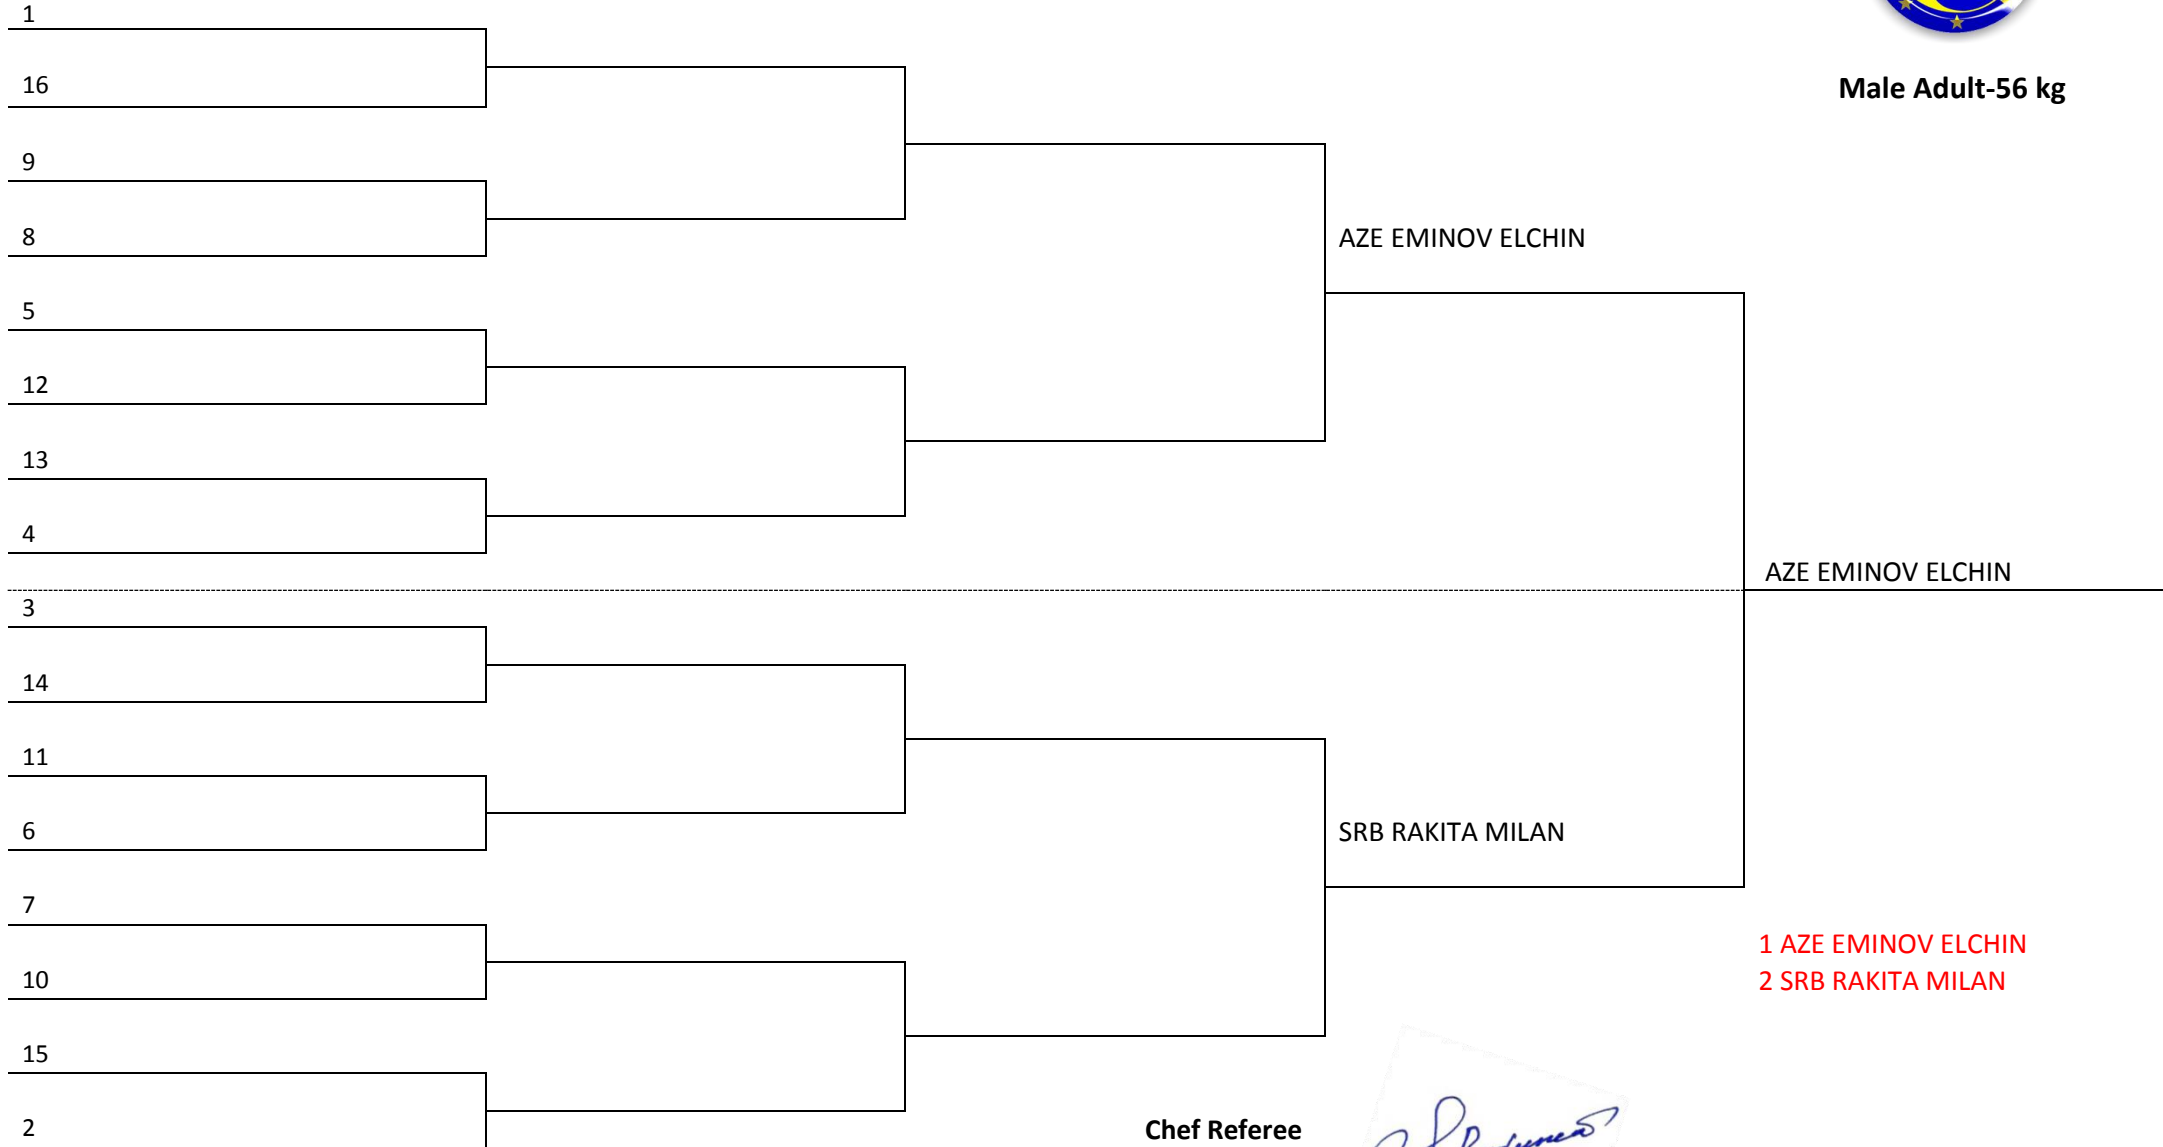 1
16
Male Adult-56 kg
9
8
AZE EMINOV ELCHIN
5
12
13
4
AZE EMINOV ELCHIN
3
14
11
6
SRB RAKITA MILAN
7
1 AZE EMINOV ELCHIN
10
2 SRB RAKITA MILAN
15
2
Chef Referee